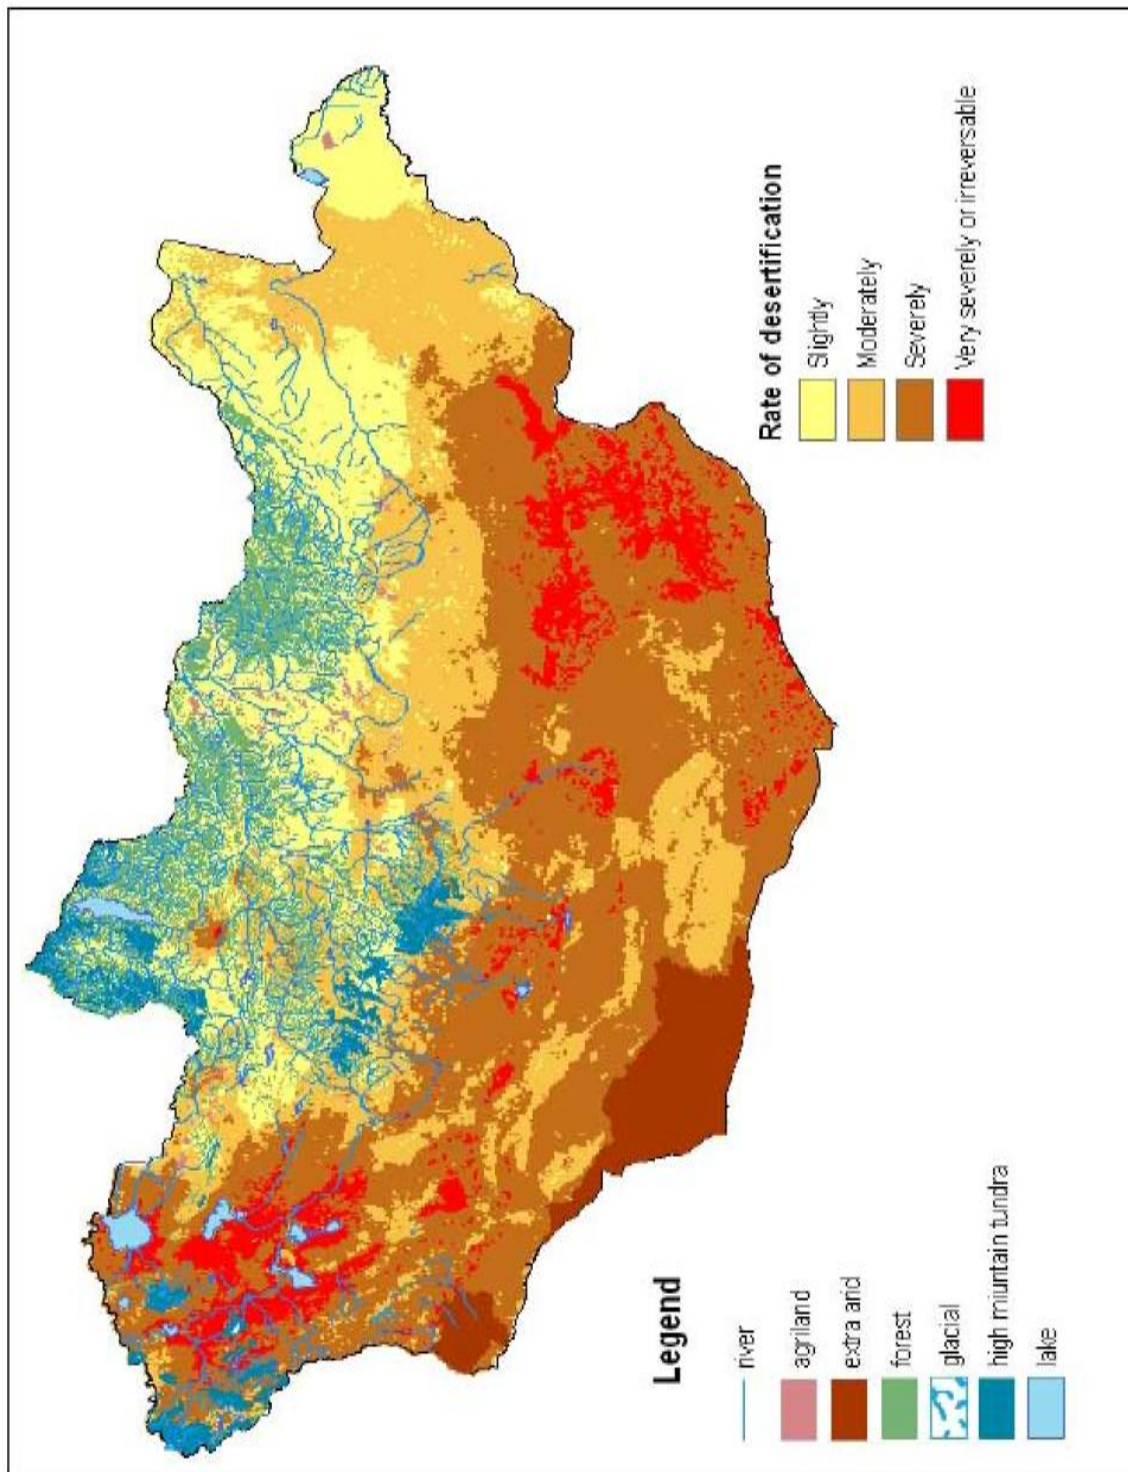 Legend
river
agriland
extra arid
forest
glacial
high miuntain tundra
lake
Rate of desertification
Slightly
Moderately
Severely
Very severely or irreversable